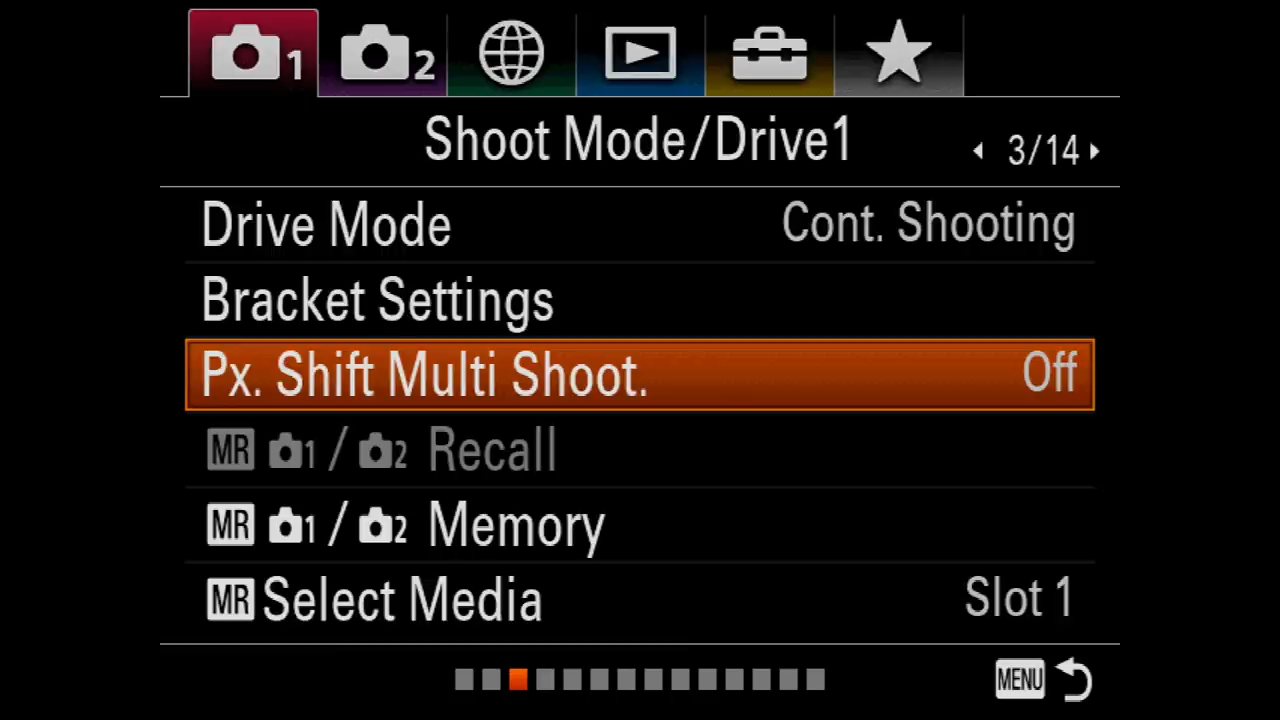 1 2
Shoot Mode/Drive1 3/14
Drive Mode Cont. Shooting
Bracket Settings
Px. Shift Multi Shoot. Off
MR 1 / 2 Recall
MR 1 / 2 Memory
MR Select Media Slot 1
MENU